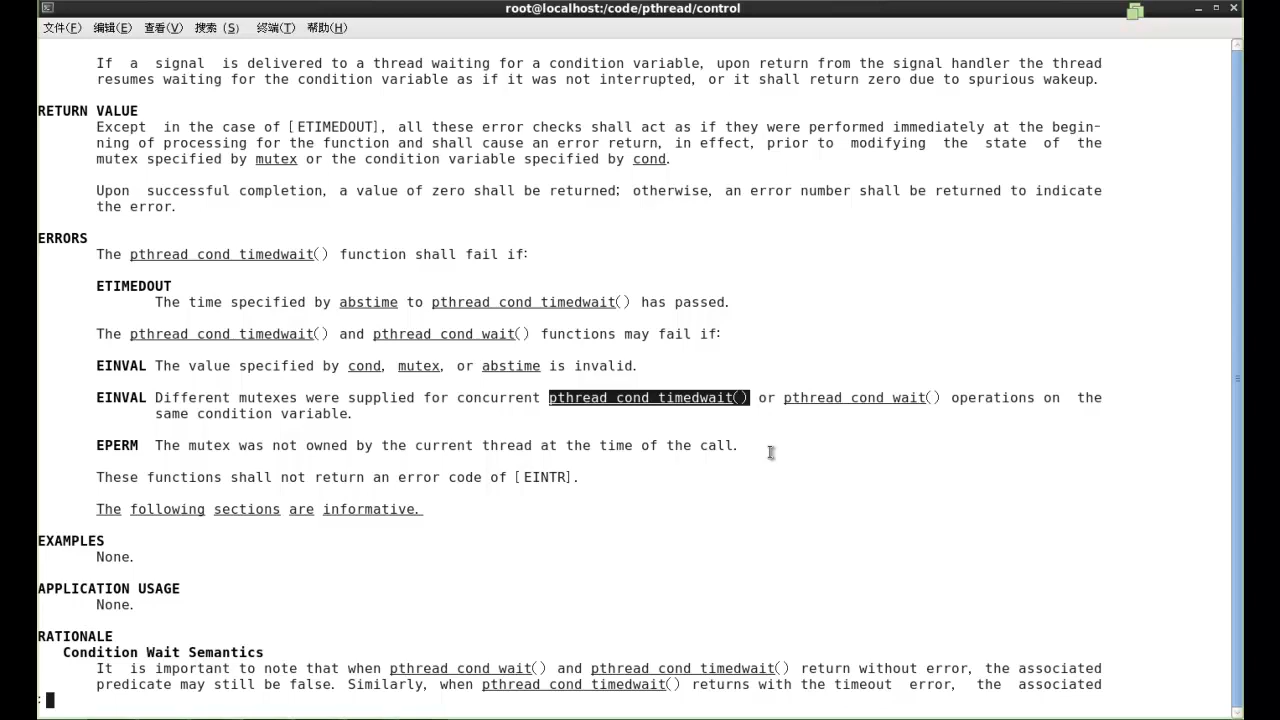 root@localhost:/code/pthread/control
文件(F) 编辑(E) 查看(V) 搜索 (S) 终端(T) 帮助(H)
If a signal is delivered to a thread waiting for a condition variable, upon return from the signal handler the thread
resumes waiting for the condition variable as if it was not interrupted, or it shall return zero due to spurious wakeup.
RETURN VALUE
Except in the case of [ETIMEDOUT], all these error checks shall act as if they were performed immediately at the begin-
ning of processing for the function and shall cause an error return, in effect, prior to modifying the state of the
mutex specified by mutex or the condition variable specified by cond.
Upon successful completion, a value of zero shall be returned; otherwise, an error number shall be returned to indicate
the error.
ERRORS
The pthread_cond_timedwait() function shall fail if:
ETIMEDOUT
The time specified by abstime to pthread_cond_timedwait() has passed.
The pthread_cond_timedwait() and pthread_cond_wait() functions may fail if:
EINVAL The value specified by cond, mutex, or abstime is invalid.
EINVAL Different mutexes were supplied for concurrent pthread_cond_timedwait() or pthread_cond_wait() operations on the
same condition variable.
EPERM The mutex was not owned by the current thread at the time of the call.
These functions shall not return an error code of [EINTR].
The following sections are informative.
EXAMPLES
None.
APPLICATION USAGE
None.
RATIONALE
Condition Wait Semantics
It is important to note that when pthread_cond_wait() and pthread_cond_timedwait() return without error, the associated
predicate may still be false. Similarly, when pthread_cond_timedwait() returns with the timeout error, the associated
: